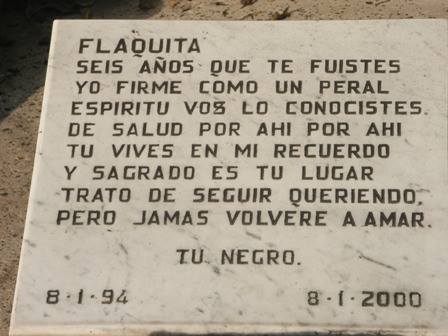 FLAQUITA
SEIS AÑOS QUE TE FUISTES
YO FIRME COMO UN PERAL
ESPIRITU VOS LO CONOCISTES.
DE SALUD POR AHI POR AHI
TU VIVES EN MI RECUERDO
Y SAGRADO ES TU LUGAR
TRATO DE SEGUIR QUERIENDO,
PERO JAMAS VOLVERE A AMAR.
TU NEGRO.
8-1-94 8-1-2000